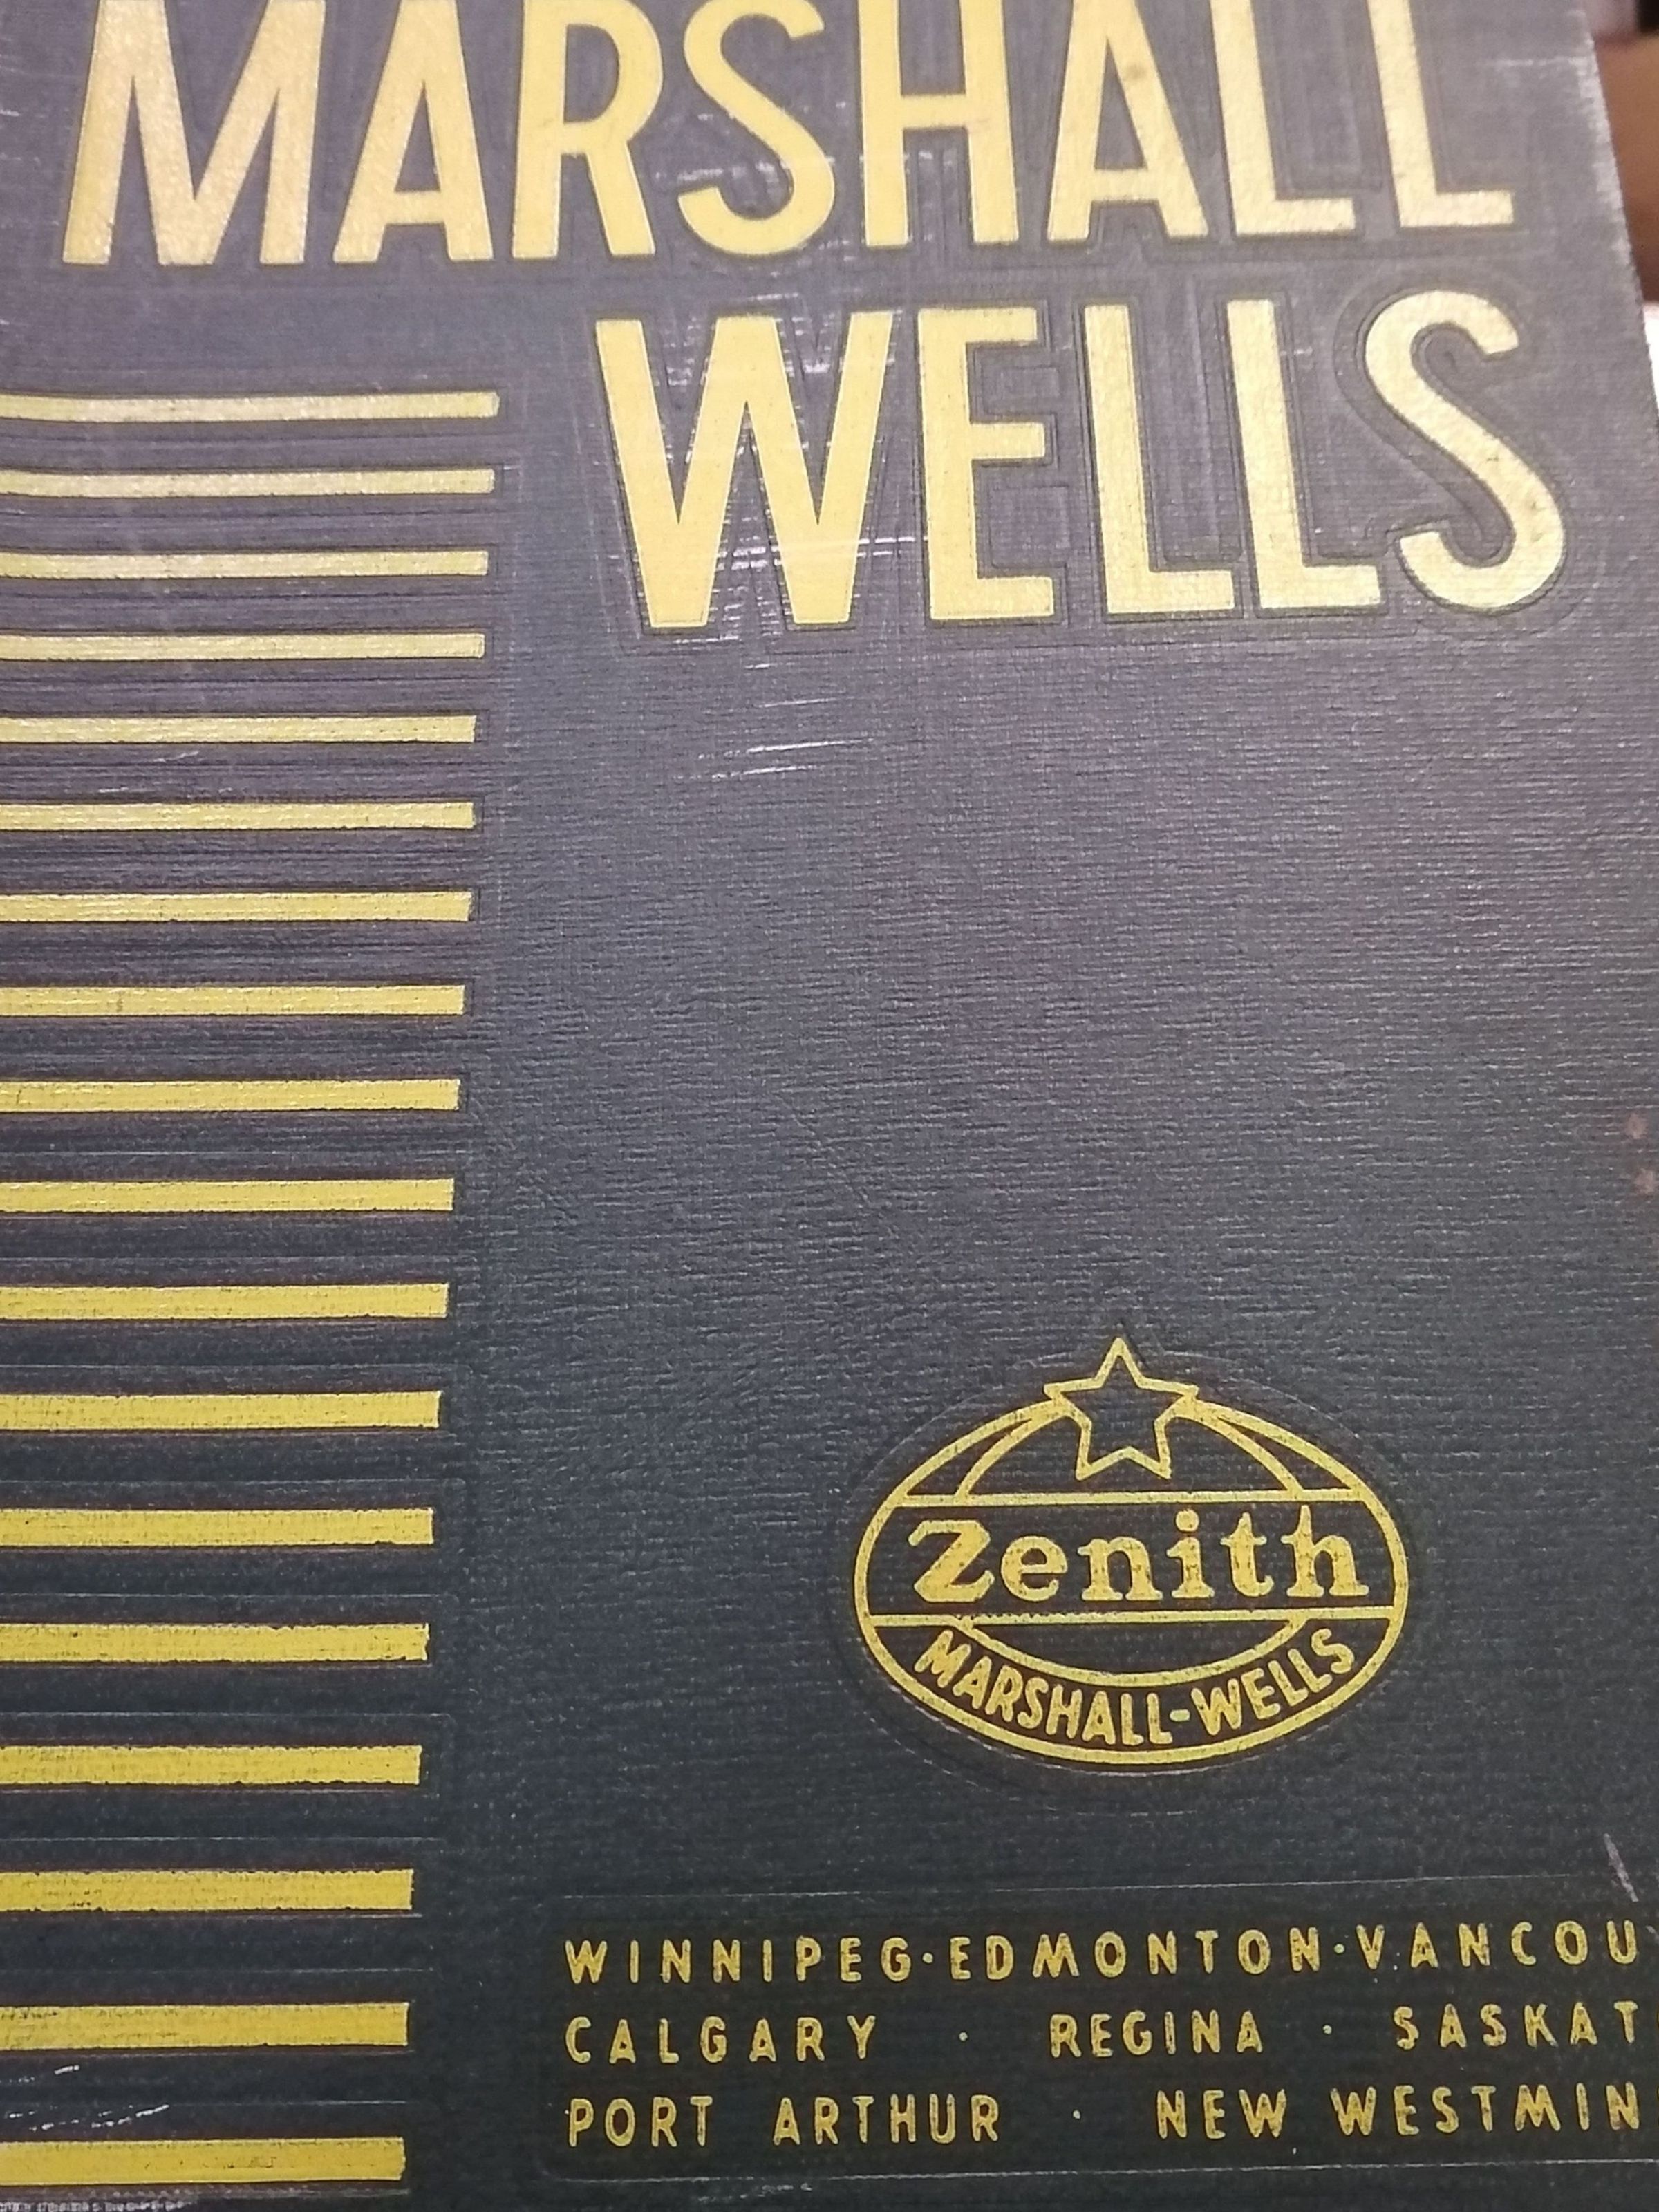 MARSHALL
WELLS
Zenith
MARSHALL-WELLS
WINNIPEG·EDMONTON·VANCOU
CALGARY · REGINA · SASKAT
PORT ARTHUR · NEW WESTMIN